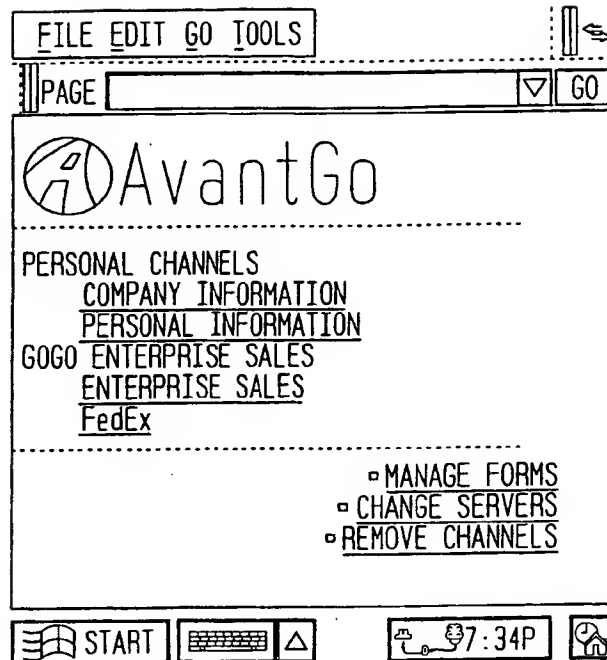 FILE EDIT GO TOOLS
PAGE GO
AvantGo
PERSONAL CHANNELS
COMPANY INFORMATION
PERSONAL INFORMATION
GOGO ENTERPRISE SALES
ENTERPRISE SALES
FedEx
MANAGE FORMS
CHANGE SERVERS
REMOVE CHANNELS
START 7:34P